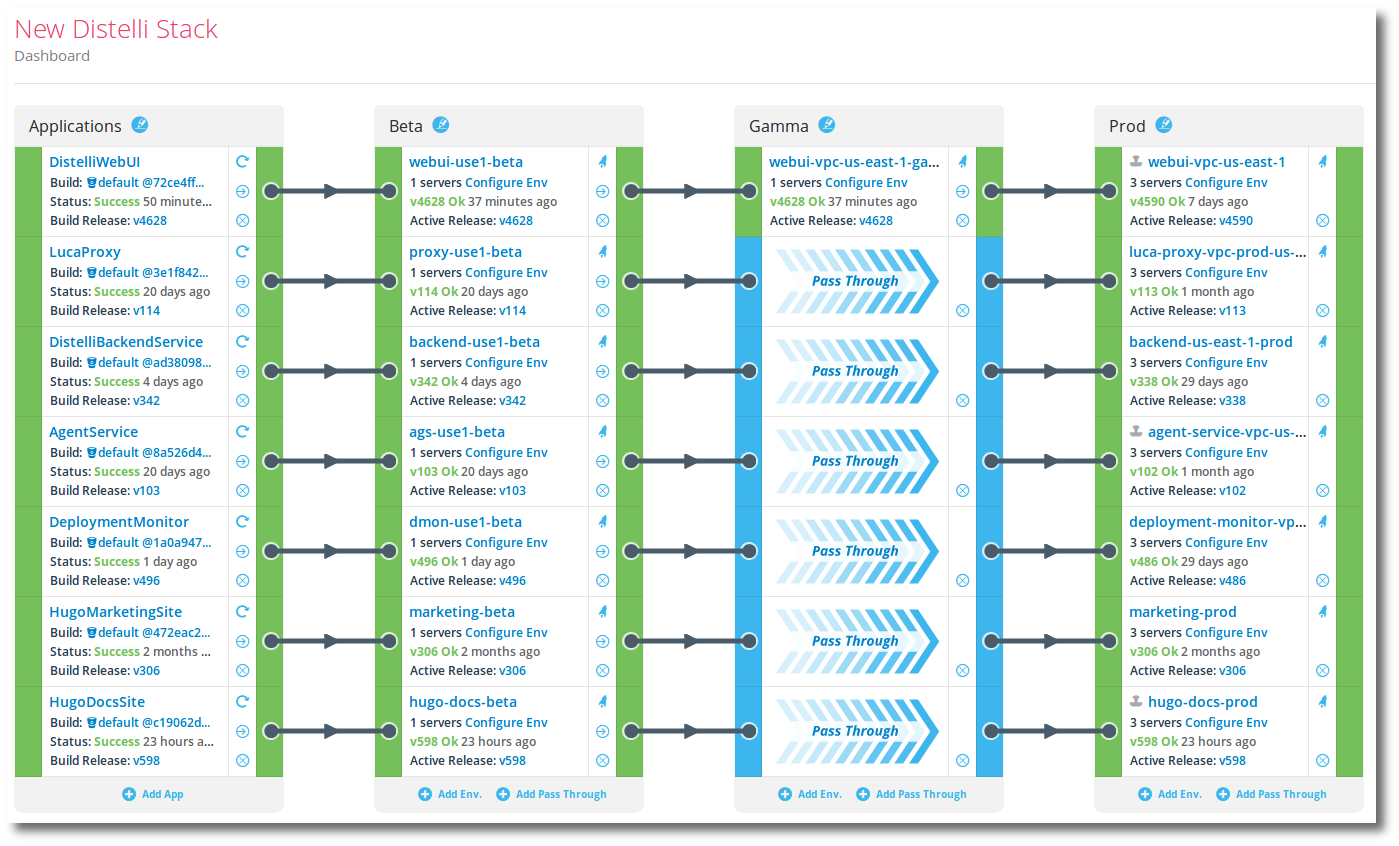 New Distelli Stack
Dashboard
Applications
DistelliWebUI
Build: default @72ce4ff...
Status: Success 50 minute...
Build Release: v4628
LucaProxy
Build: default @3e1f842...
Status: Success 20 days ago
Build Release: v114
DistelliBackendService
Build: default @ad38098...
Status: Success 4 days ago
Build Release: v342
AgentService
Build: default @8a526d4...
Status: Success 20 days ago
Build Release: v103
DeploymentMonitor
Build: default @1a0a947...
Status: Success 1 day ago
Build Release: v496
HugoMarketingSite
Build: default @472eac2...
Status: Success 2 months ...
Build Release: v306
HugoDocsSite
Build: default @c19062d...
Status: Success 23 hours a...
Build Release: v598
Add App
Beta
webui-use1-beta
1 servers Configure Env
v4628 Ok 37 minutes ago
Active Release: v4628
proxy-use1-beta
1 servers Configure Env
v114 Ok 20 days ago
Active Release: v114
backend-use1-beta
1 servers Configure Env
v342 Ok 4 days ago
Active Release: v342
ags-use1-beta
1 servers Configure Env
v103 Ok 20 days ago
Active Release: v103
dmon-use1-beta
1 servers Configure Env
v496 Ok 1 day ago
Active Release: v496
marketing-beta
1 servers Configure Env
v306 Ok 2 months ago
Active Release: v306
hugo-docs-beta
1 servers Configure Env
v598 Ok 23 hours ago
Active Release: v598
Add Env. Add Pass Through
Gamma
webui-vpc-us-east-1-ga...
1 servers Configure Env
v4628 Ok 37 minutes ago
Active Release: v4628
Pass Through
Pass Through
Pass Through
Pass Through
Pass Through
Pass Through
Add Env. Add Pass Through
Prod
webui-vpc-us-east-1
3 servers Configure Env
v4590 Ok 7 days ago
Active Release: v4590
luca-proxy-vpc-prod-us-...
3 servers Configure Env
v113 Ok 1 month ago
Active Release: v113
backend-us-east-1-prod
3 servers Configure Env
v338 Ok 29 days ago
Active Release: v338
agent-service-vpc-us-...
3 servers Configure Env
v102 Ok 1 month ago
Active Release: v102
deployment-monitor-vp...
3 servers Configure Env
v486 Ok 29 days ago
Active Release: v486
marketing-prod
3 servers Configure Env
v306 Ok 2 months ago
Active Release: v306
hugo-docs-prod
3 servers Configure Env
v598 Ok 23 hours ago
Active Release: v598
Add Env. Add Pass Through